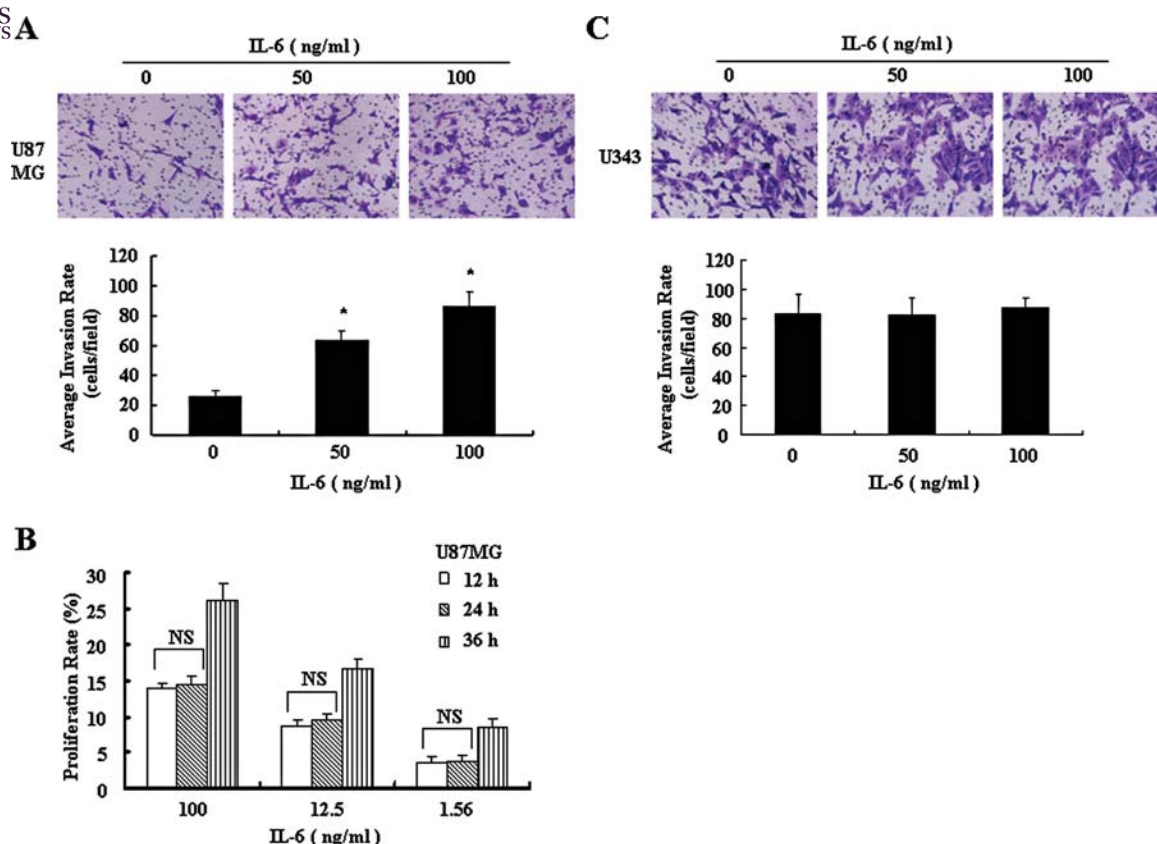 S
NS
A
IL-6 ( ng/ml )
0 50 100
U87
MG
120
100
80
60
40
20
0
Average Invasion Rate
(cells/field)
* *
0 50 100
IL-6 ( ng/ml )
C
IL-6 ( ng/ml )
0 50 100
U343
120
100
80
60
40
20
0
Average Invasion Rate
(cells/field)
0 50 100
IL-6 ( ng/ml )
B
U87MG
12 h
24 h
36 h
30
25
20
15
10
5
0
Proliferation Rate (%)
NS NS NS
100 12.5 1.56
IL-6 ( ng/ml )